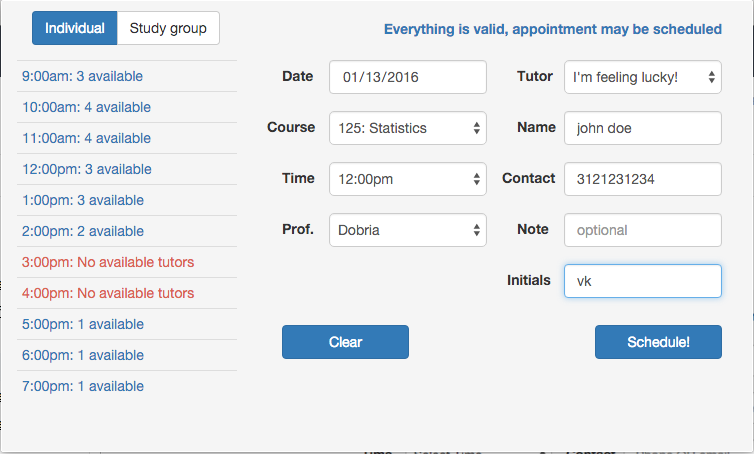 Individual
Study group
Everything is valid, appointment may be scheduled
9:00am: 3 available
10:00am: 4 available
11:00am: 4 available
12:00pm: 3 available
1:00pm: 3 available
2:00pm: 2 available
3:00pm: No available tutors
4:00pm: No available tutors
5:00pm: 1 available
6:00pm: 1 available
7:00pm: 1 available
Date 01/13/2016
Course 125: Statistics
Time 12:00pm
Prof. Dobria
Tutor I'm feeling lucky!
Name john doe
Contact 3121231234
Note optional
Initials vk
Clear
Schedule!